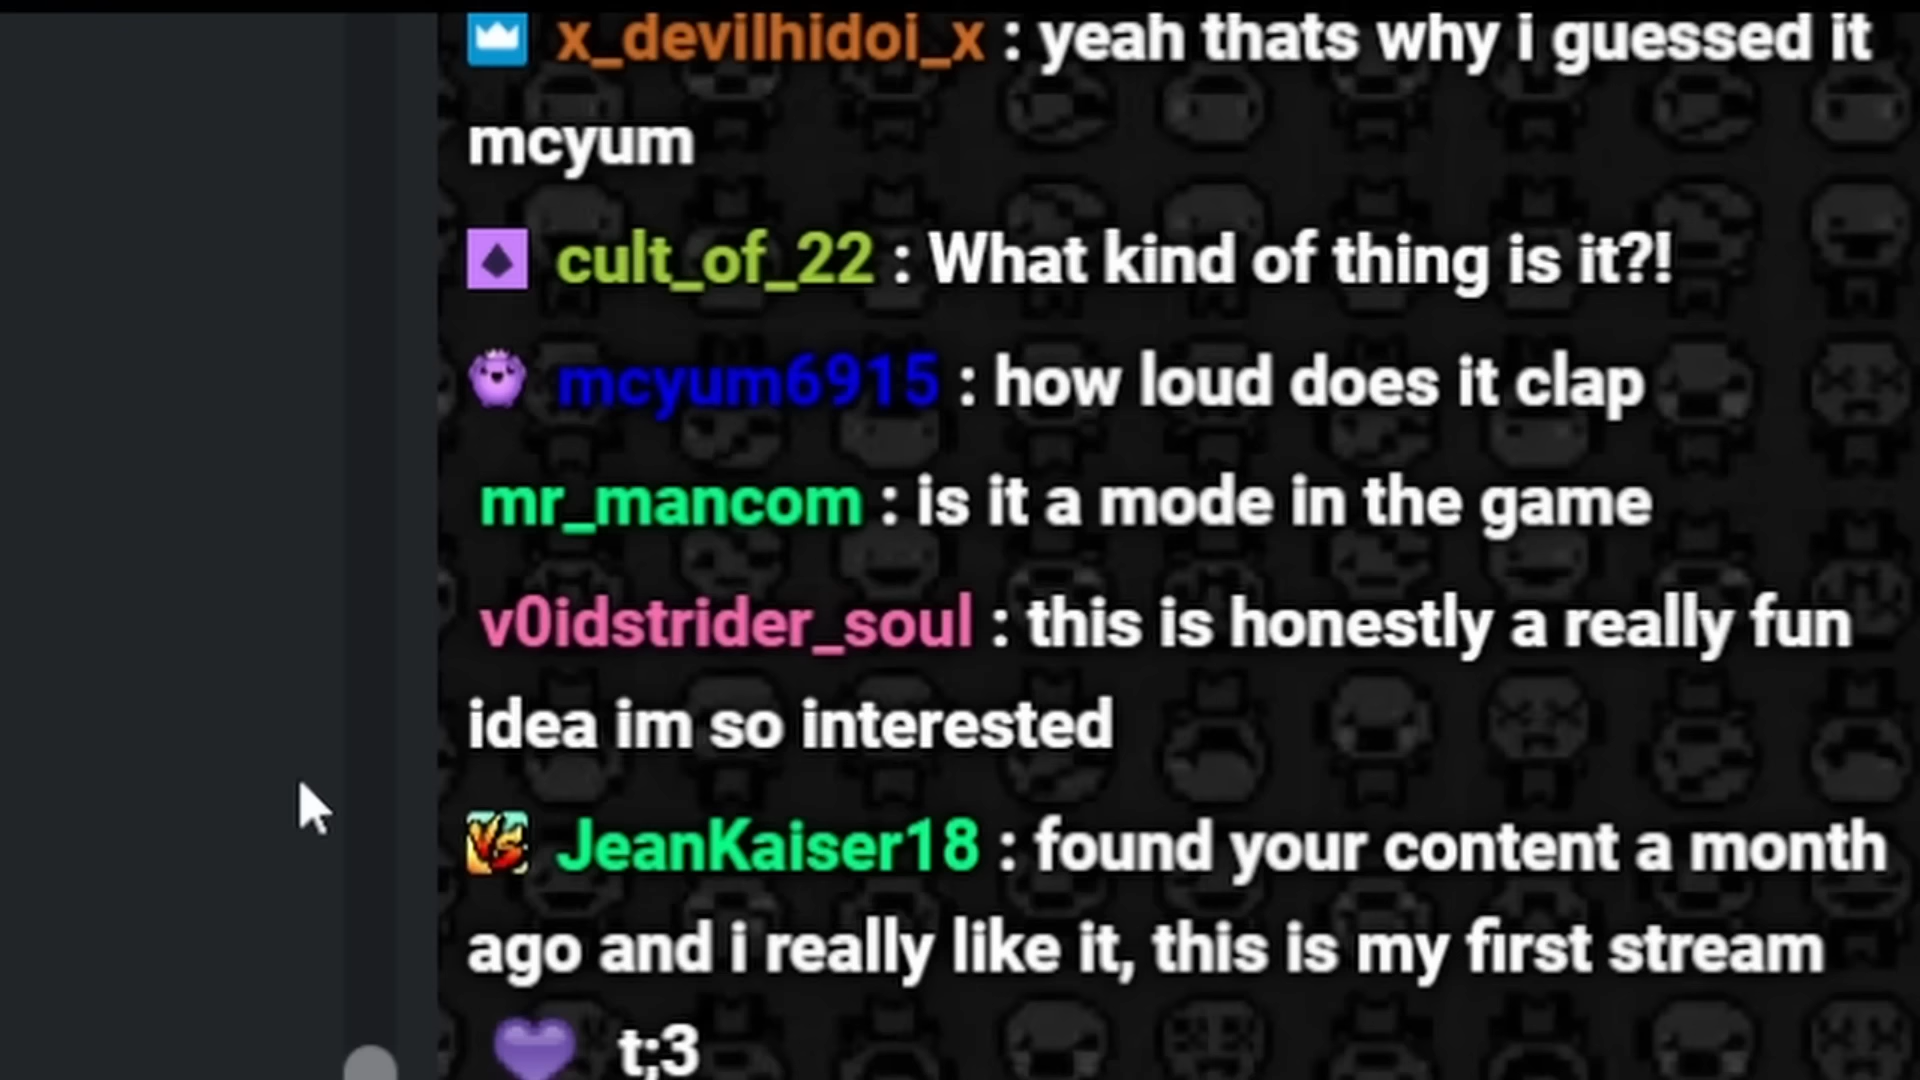 x_devilhidoi_x : yeah thats why i guessed it
mcyum
cult_of_22 : What kind of thing is it?!
mcyum6915 : how loud does it clap
mr_mancom : is it a mode in the game
v0idstrider_soul : this is honestly a really fun
idea im so interested
JeanKaiser18 : found your content a month
ago and i really like it, this is my first stream
💜 t;3